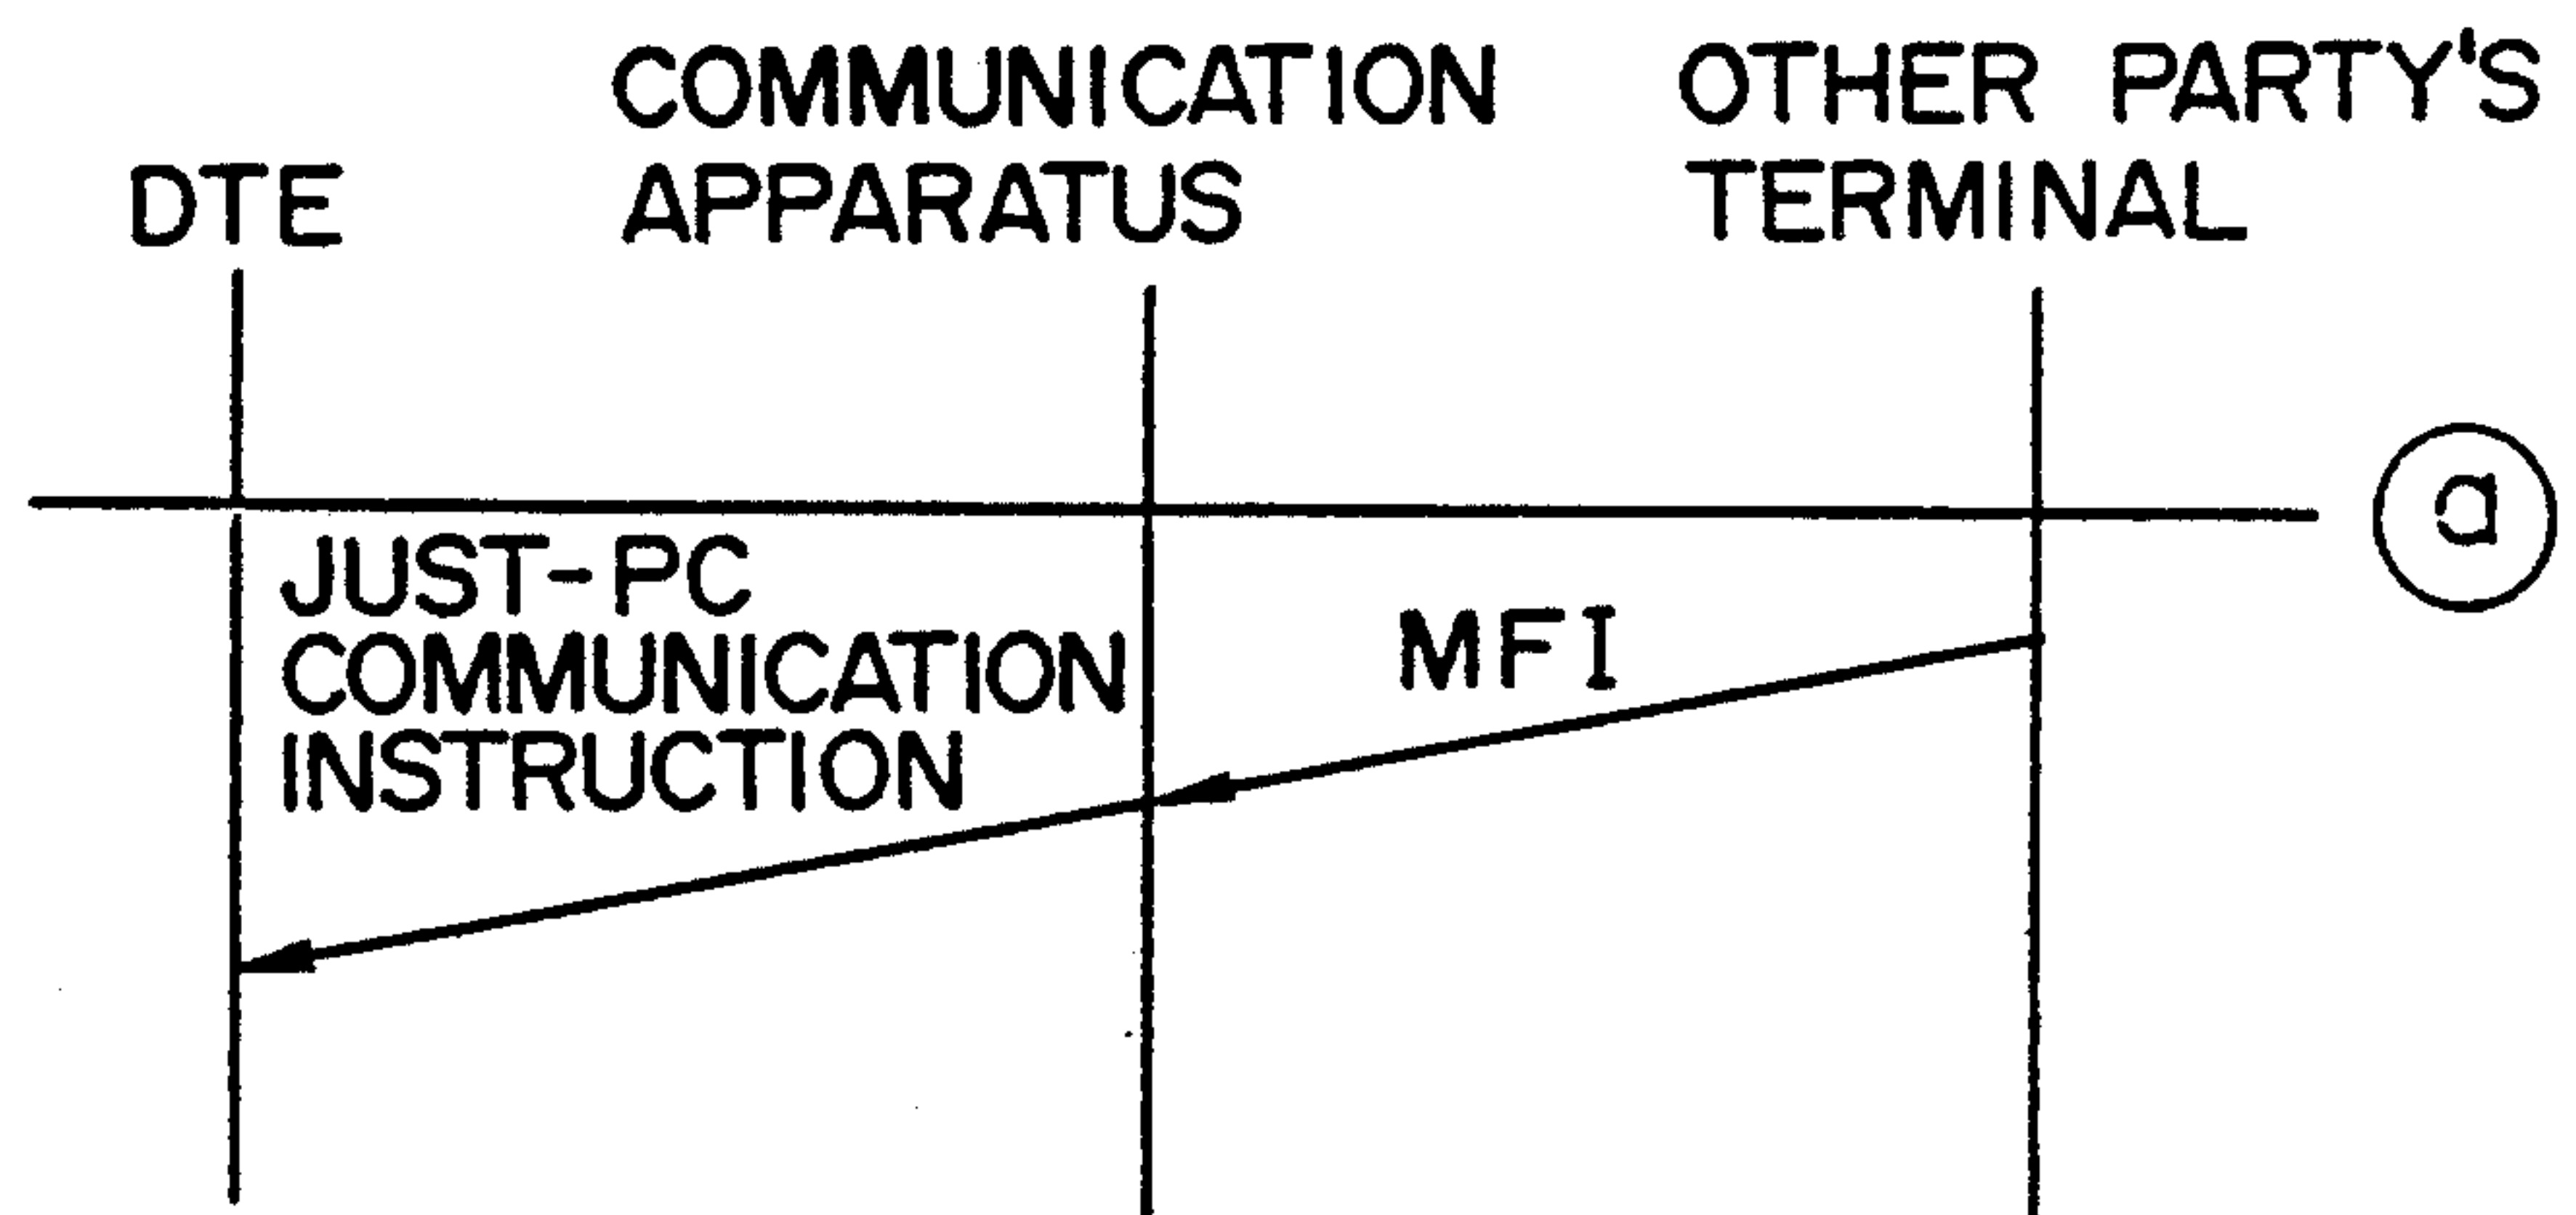 COMMUNICATION
APPARATUS
OTHER PARTY'S
TERMINAL
DTE
a
JUST-PC
COMMUNICATION
INSTRUCTION
MFI